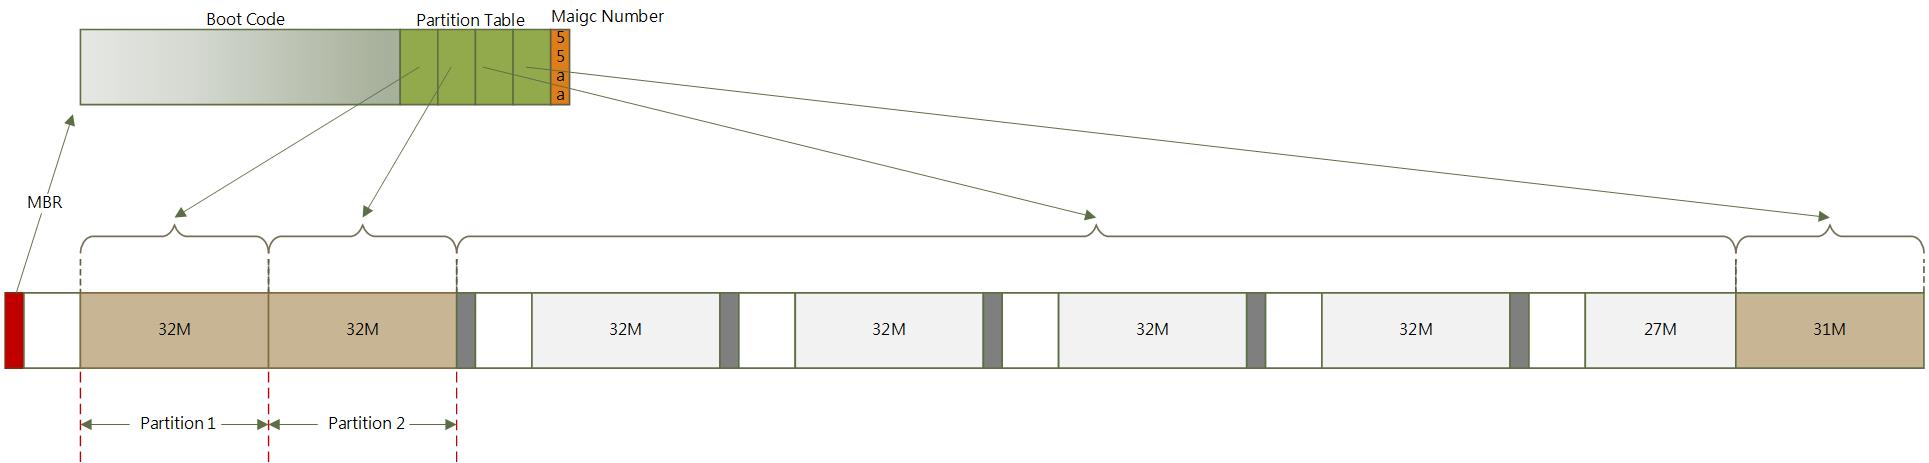 Boot Code
Partition Table
Maigc Number
5
5
a
a
MBR
32M
32M
32M
32M
32M
32M
27M
31M
Partition 1
Partition 2